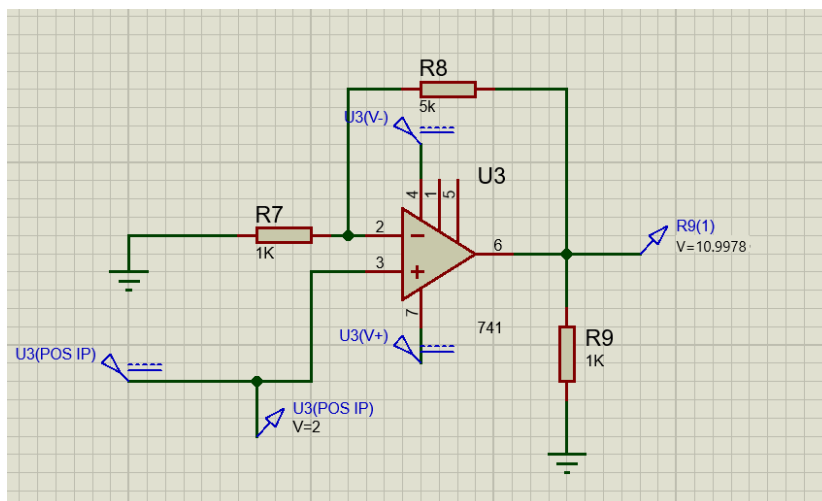 R8
5k
U3(V-)
U3
4
1
5
R7
1K
2
3
6
7
R9(1)
V=10.9978
U3(V+)
741
R9
1K
U3(POS IP)
U3(POS IP)
V=2